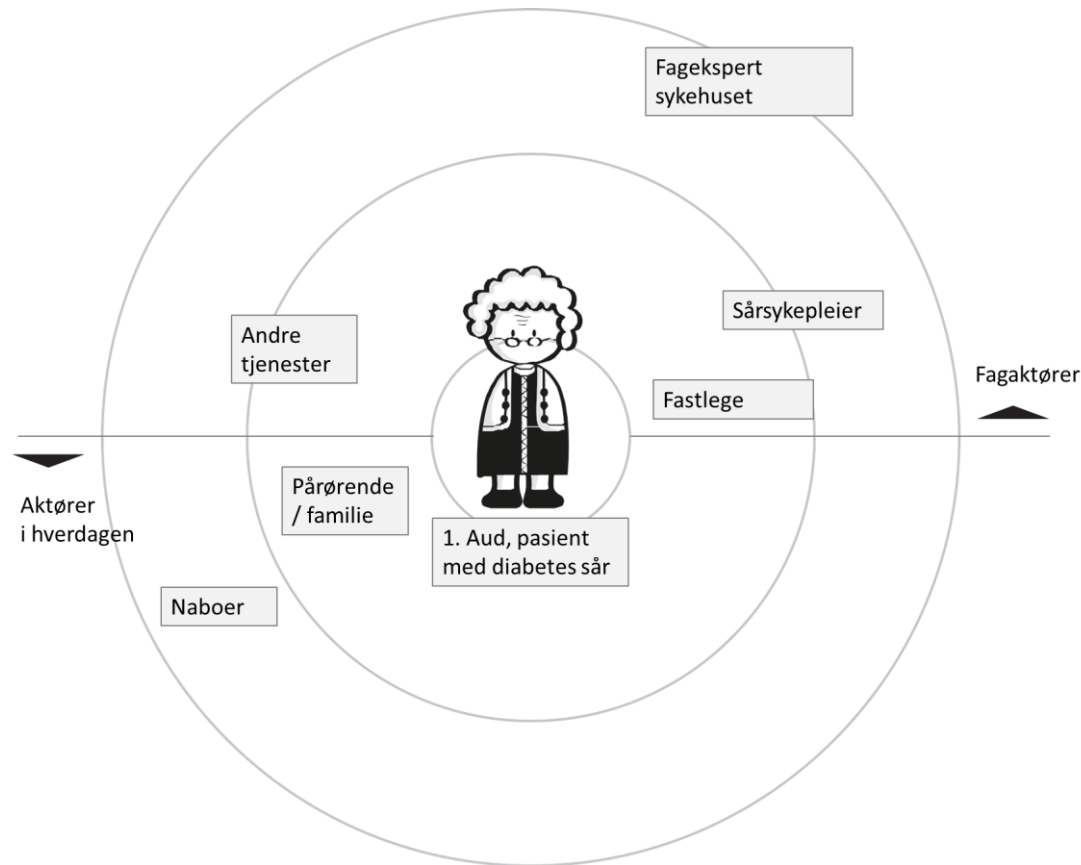 Fagekspert
sykehuset
Sårsykepleier
Andre
tjenester
Fastlege
Fagaktører
Pårørende
/ familie
Aktører
i hverdagen
1. Aud, pasient
med diabetes sår
Naboer